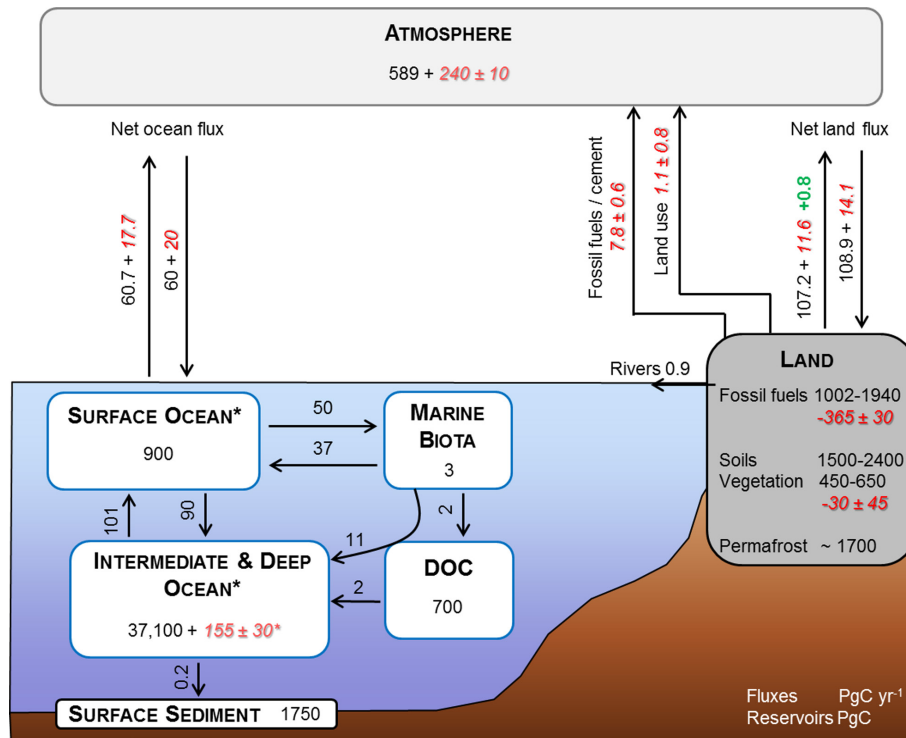 ATMOSPHERE
589 + 240 ± 10
Net ocean flux
60.7 + 17.7
60 + 20
Fossil fuels / cement
7.8 ± 0.6
Land use 1.1 ± 0.8
Net land flux
107.2 + 11.6 +0.8
108.9 + 14.1
Rivers 0.9
LAND
Fossil fuels 1002-1940
-365 ± 30
Soils 1500-2400
Vegetation 450-650
-30 ± 45
Permafrost ~ 1700
SURFACE OCEAN*
900
50
37
MARINE
BIOTA
3
101
90
11
2
INTERMEDIATE & DEEP
OCEAN*
37,100 + 155 ± 30*
2
DOC
700
0.2
SURFACE SEDIMENT 1750
Fluxes PgC yr-1
Reservoirs PgC